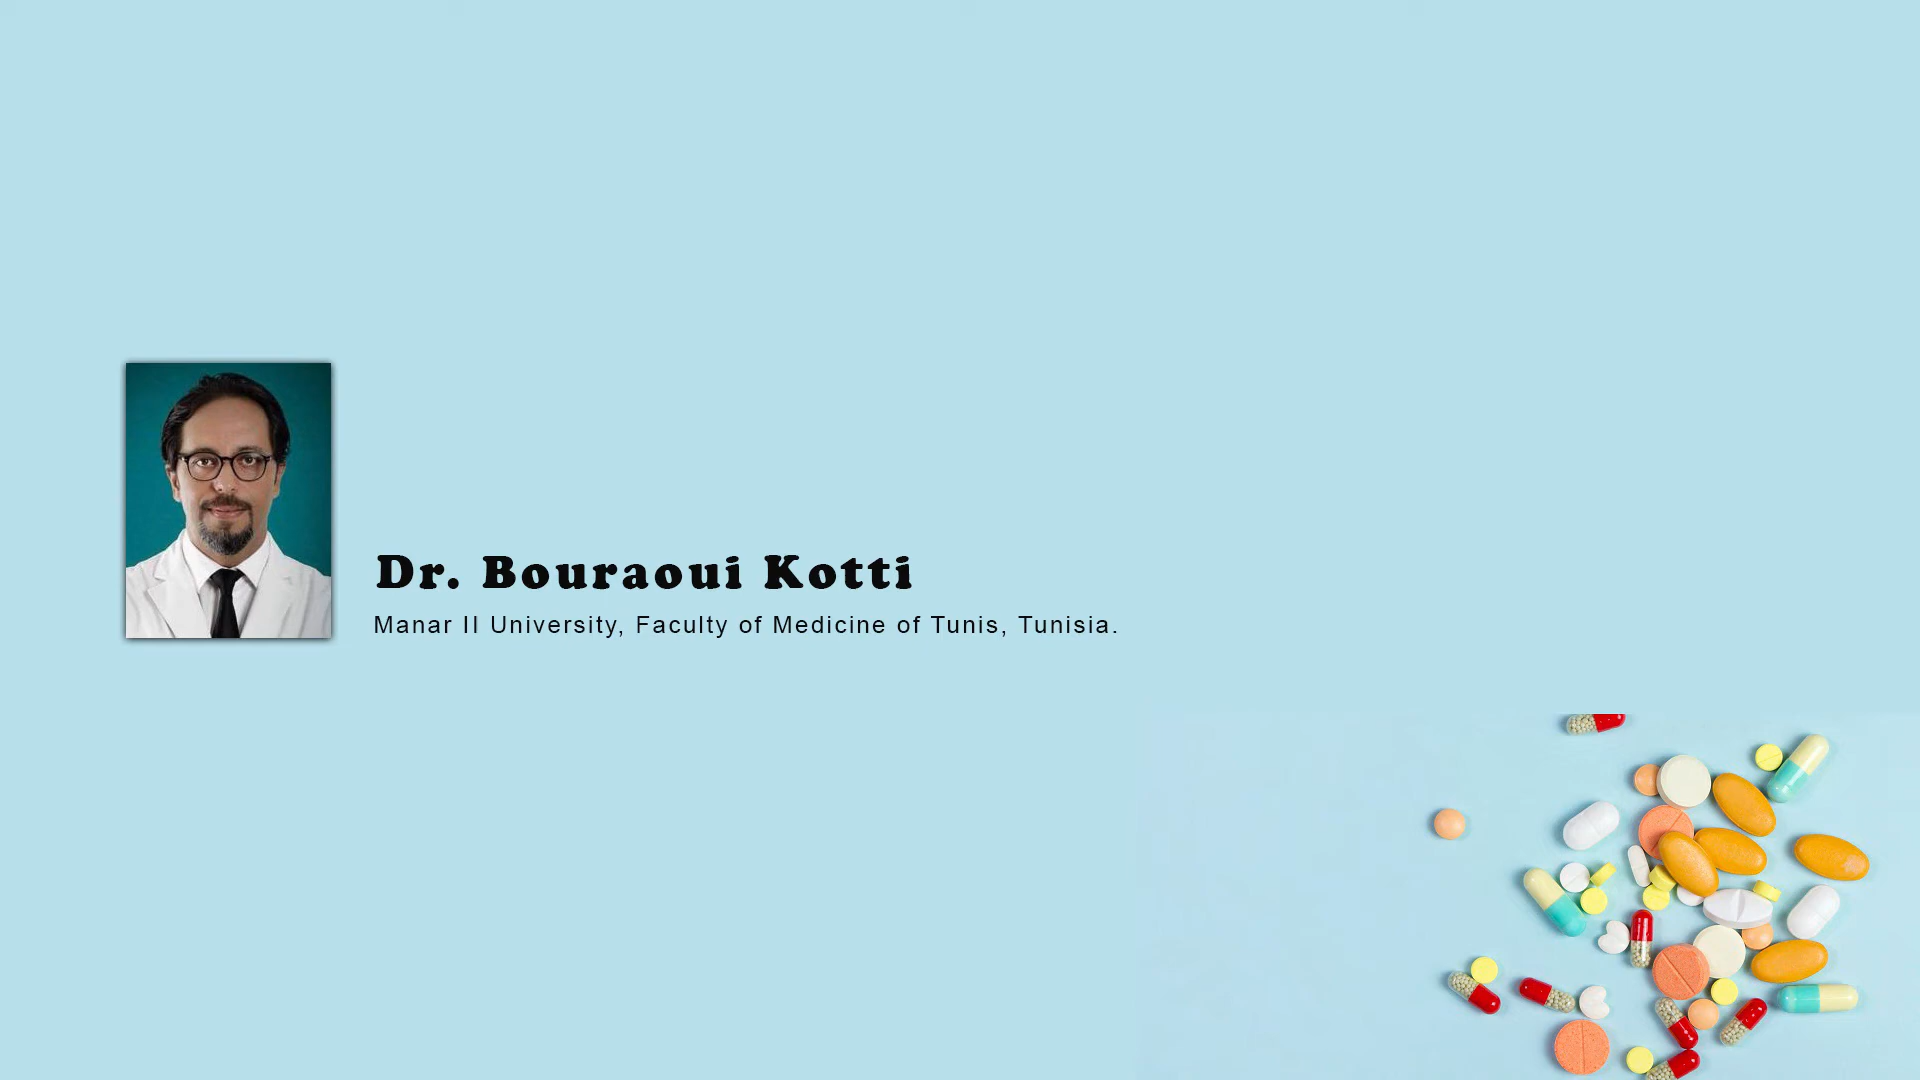 Dr. Bouraoui Kotti
Manar II University, Faculty of Medicine of Tunis, Tunisia.